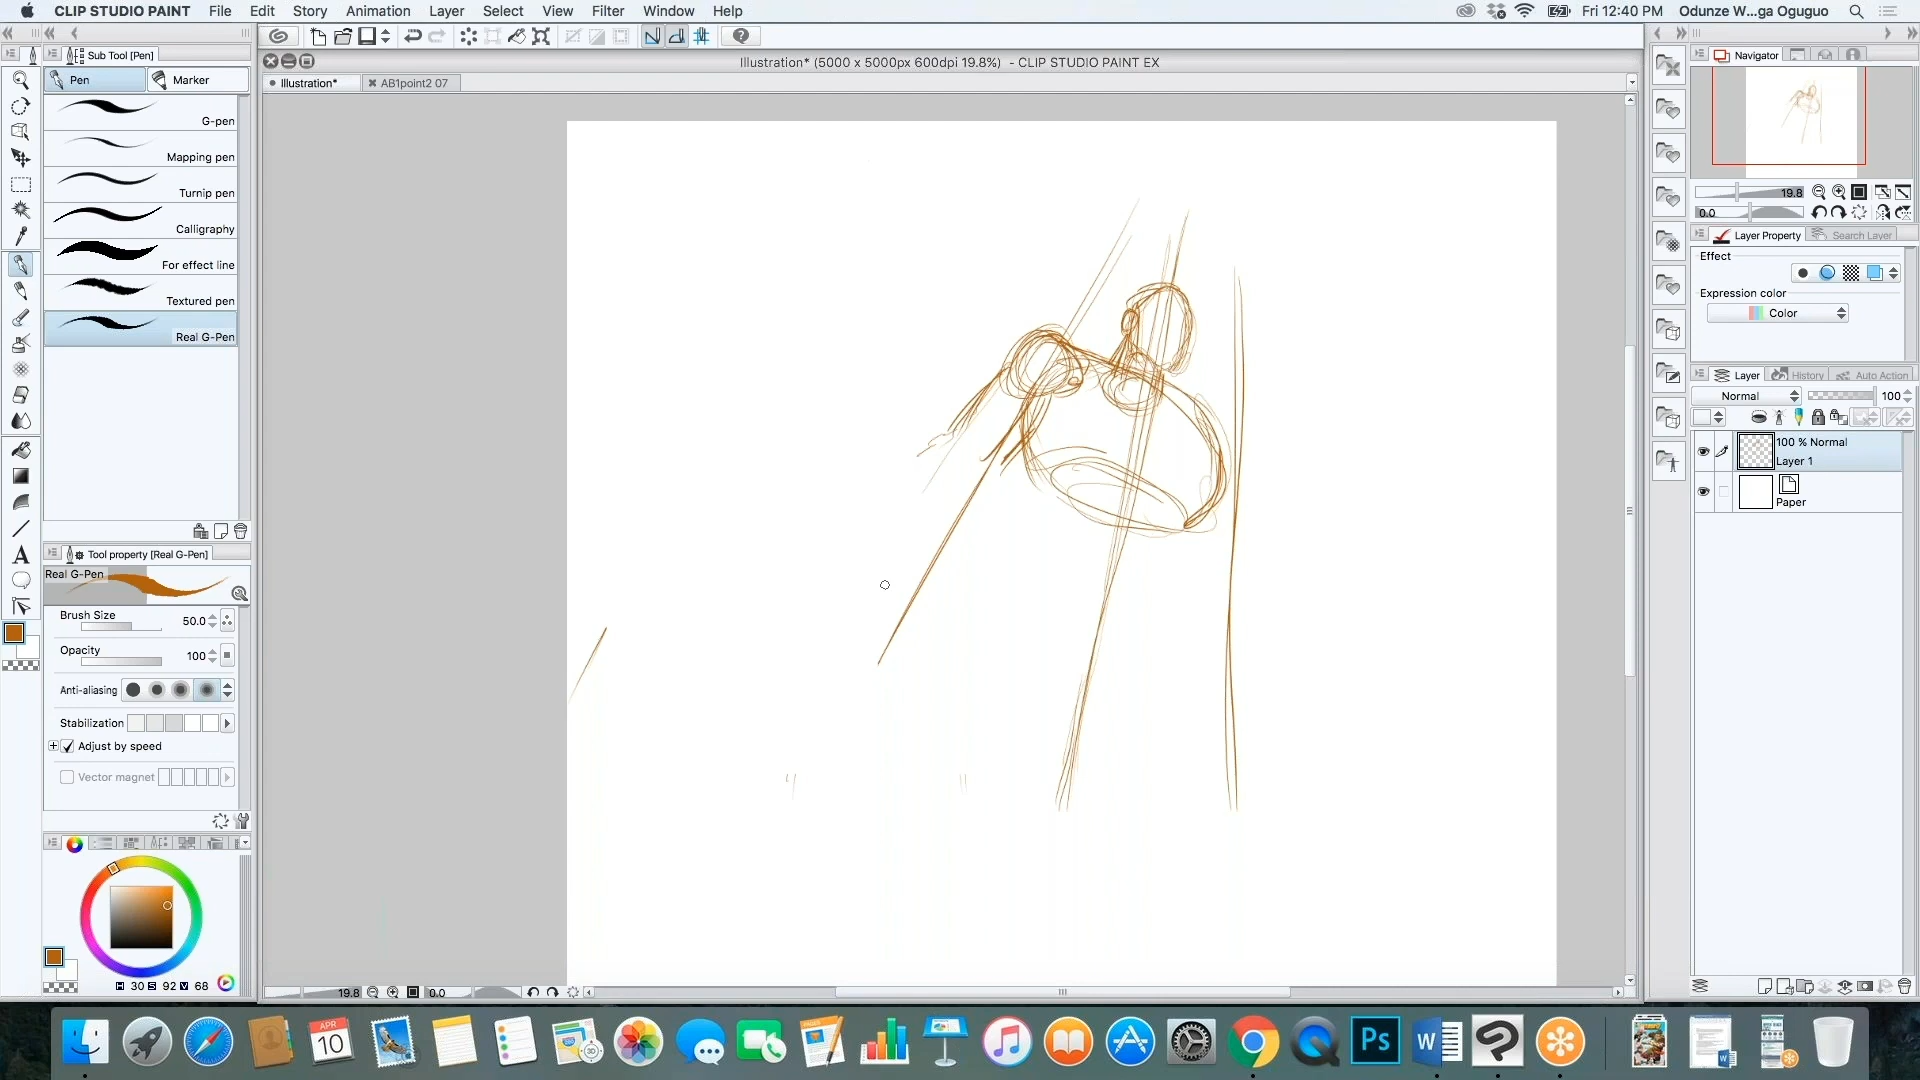 CLIP STUDIO PAINT File Edit Story Animation Layer Select View Filter Window Help Fri 12:40 PM Odunze W...ga Oguguo
Sub Tool [Pen]
Illustration* (5000 x 5000px 600dpi 19.8%) - CLIP STUDIO PAINT EX
Navigator
Pen Marker
Illustration* AB1point2 07
G-pen
Mapping pen
Turnip pen
Calligraphy
For effect line
Textured pen
Real G-Pen
19.8
0.0
Layer Property Search Layer
Effect
Expression color
Color
Layer History Auto Action
Normal 100
100 % Normal
Layer 1
Paper
Tool property [Real G-Pen]
Real G-Pen
Brush Size 50.0
Opacity 100
Anti-aliasing
Stabilization
Adjust by speed
Vector magnet
H 30 S 92 V 68
19.8 0.0
APR
10
PAGES
Ps
W